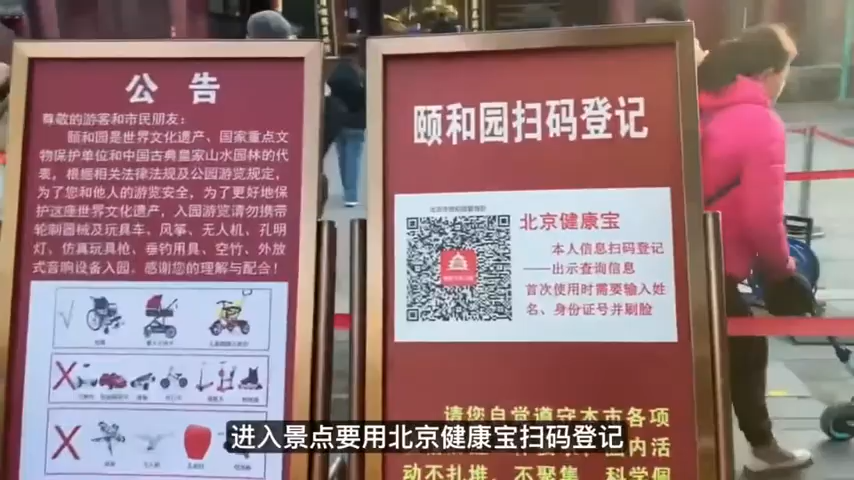 公告
尊敬的游客和市民朋友：
颐和园是世界文化遗产、国家重点文
物保护单位和中国古典皇家山水园林的代
表，根据相关法律法规及公园游览规定，
为了您和他人的游览安全，为了更好地保
护这座世界文化遗产，入园游览请勿携带
轮制器械及玩具车、风筝、无人机、孔明
灯、仿真玩具枪、垂钓用具、空竹、外放
式音响设备入园。感谢您的理解与配合！
颐和园扫码登记
北京健康宝
本人信息扫码登记
——出示查询信息
首次使用时需要输入姓
名、身份证号并刷脸
请您自觉遵守本市各项
内活
动不扎堆、不聚集、科学佩
进入景点要用北京健康宝扫码登记